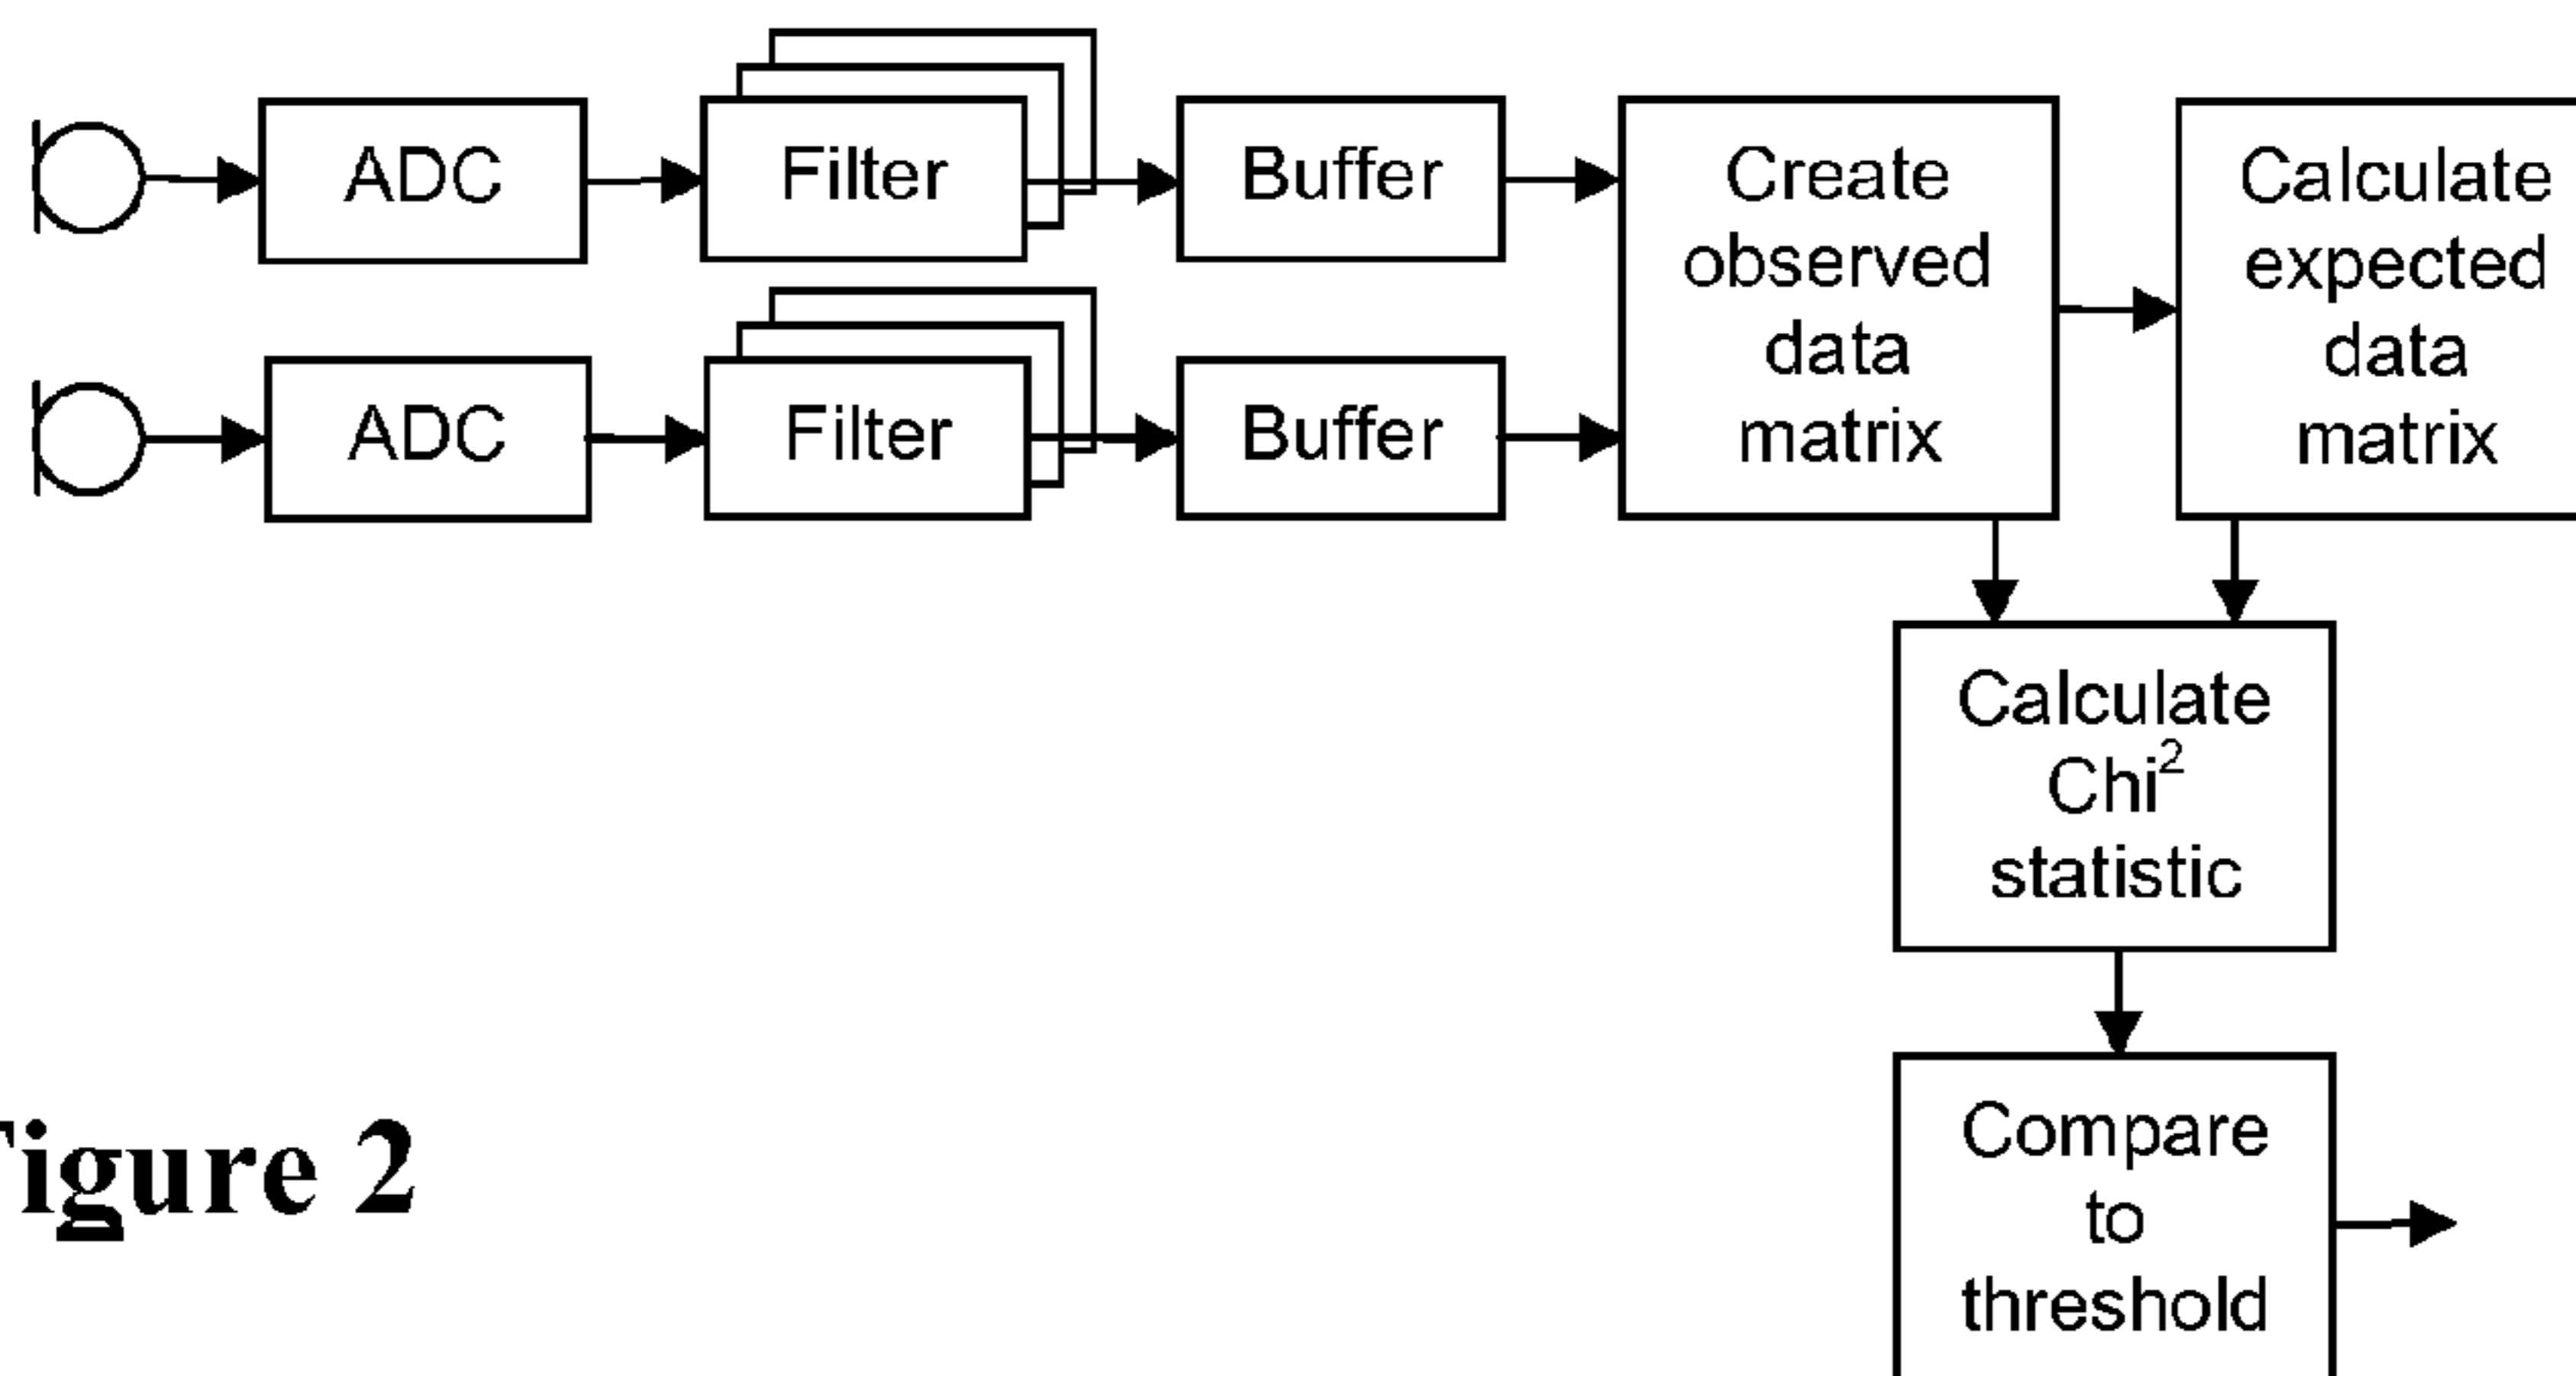 ADC
Filter
Buffer
Create
observed
data
matrix
Calculate
expected
data
matrix
ADC
Filter
Buffer
Calculate
Chi²
statistic
Compare
to
threshold
Figure 2